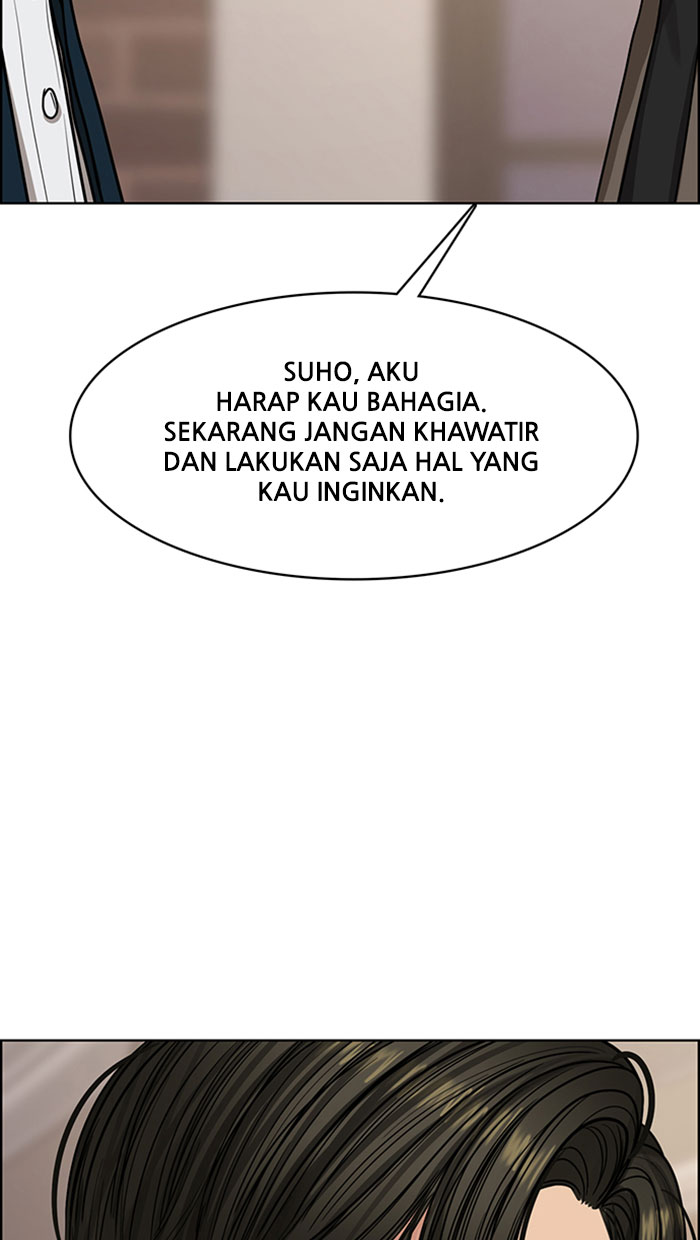 SUHO, AKU
HARAP KAU BAHAGIA.
SEKARANG JANGAN KHAWATIR
DAN LAKUKAN SAJA HAL YANG
KAU INGINKAN.